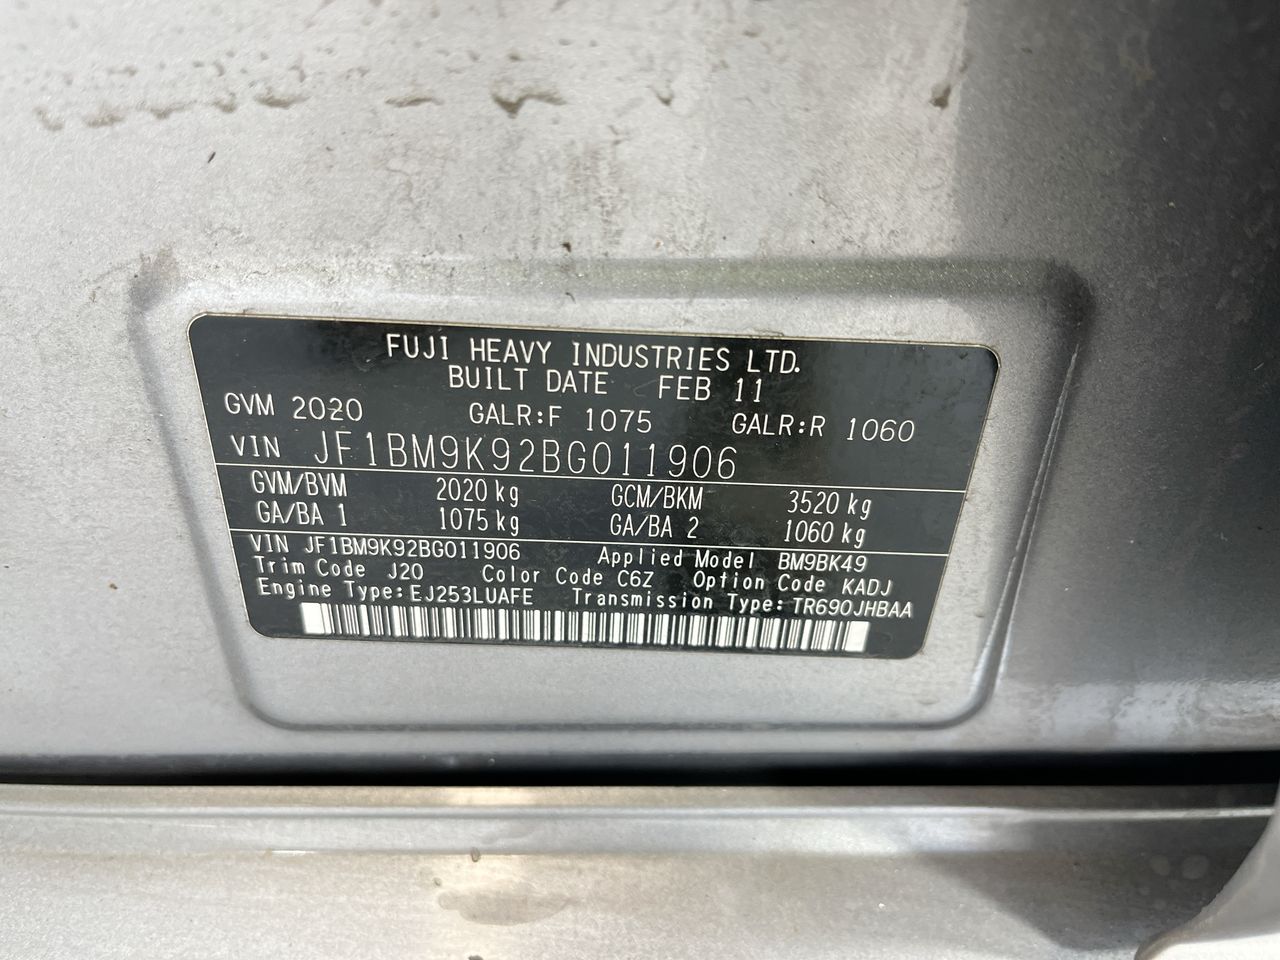 FUJI HEAVY INDUSTRIES LTD.
BUILT DATE FEB 11
GVM 2020 GALR:F 1075 GALR:R 1060
VIN JF1BM9K92BG011906
GVM/BVM 2020 kg GCM/BKM 3520 kg
GA/BA 1 1075 kg GA/BA 2 1060 kg
VIN JF1BM9K92BG011906 Applied Model BM9BK49
Trim Code J20 Color Code C6Z Option Code KADJ
Engine Type:EJ253LUAFE Transmission Type:TR690JHBAA